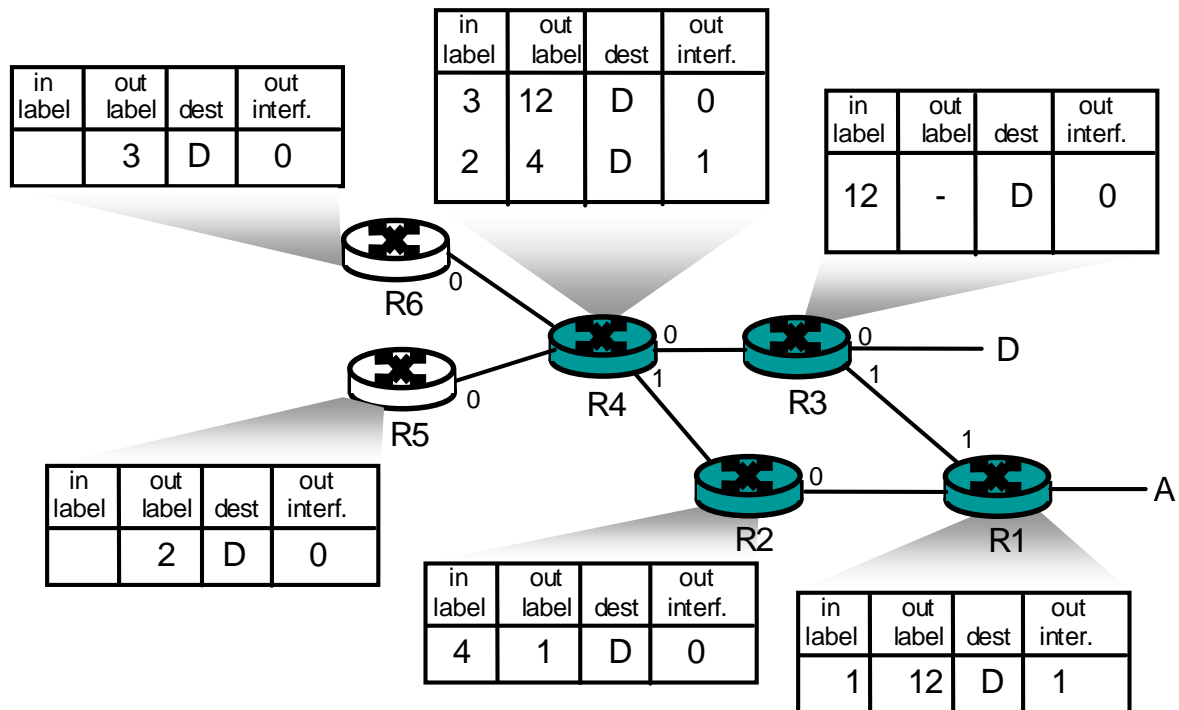 in out dest out
label label interf.
3 12 D 0
2 4 D 1
in out dest out
label label interf.
3 D 0
in out dest out
label label interf.
12 - D 0
R6
0
R4
0
1
R3
0
1
D
R5
0
in out dest out
label label interf.
2 D 0
R2
0
R1
1
A
in out dest out
label label interf.
4 1 D 0
in out dest out
label label inter.
1 12 D 1